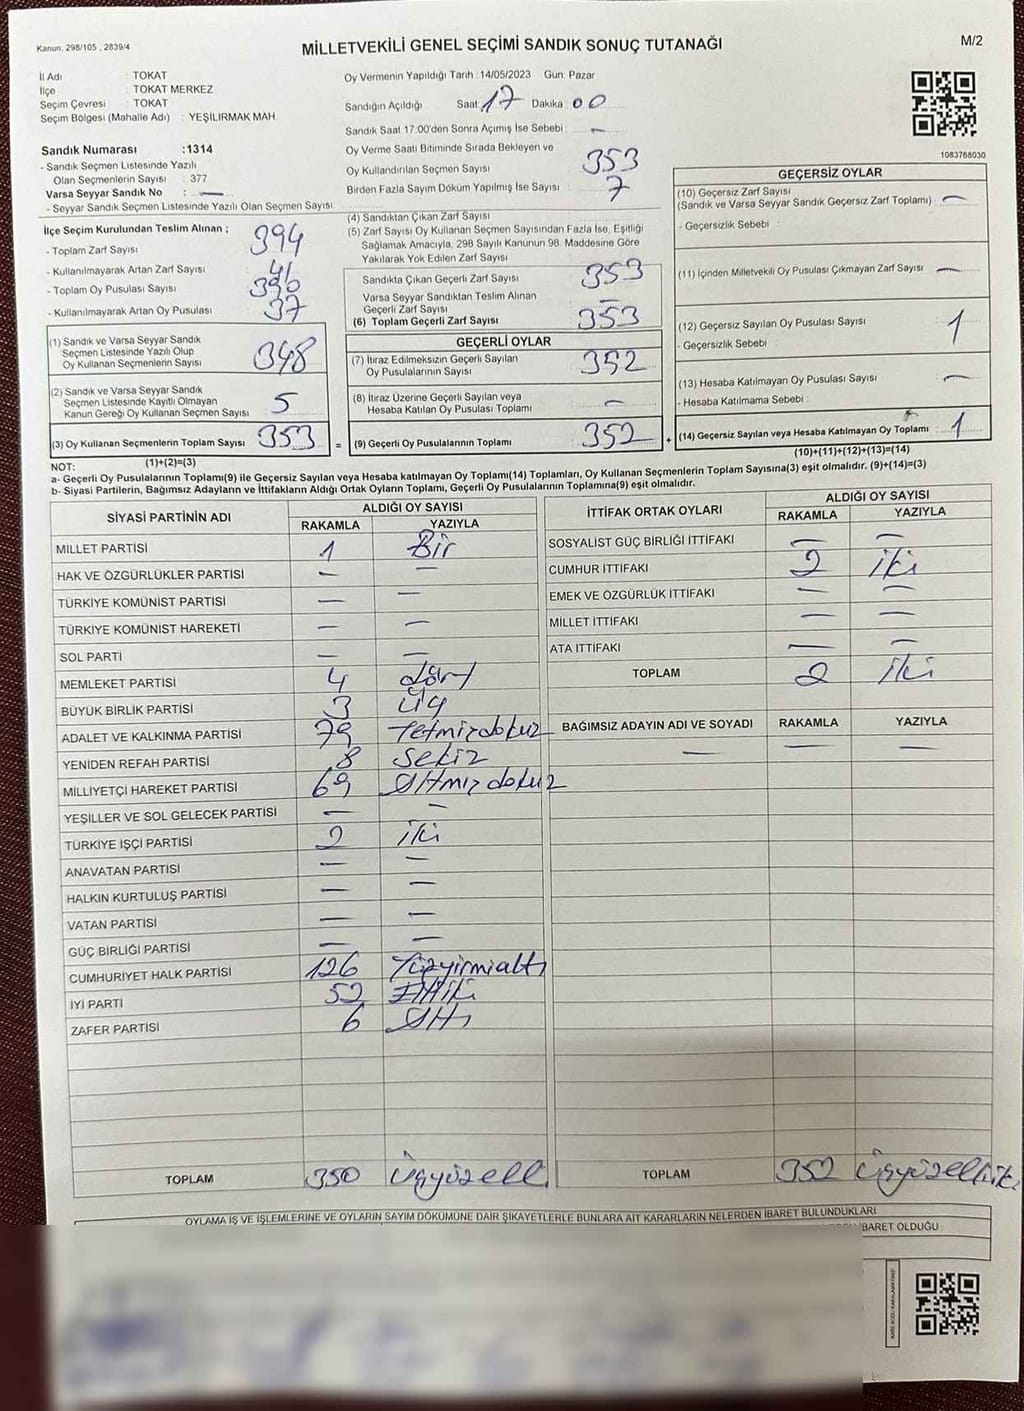 Kanun: 298/105 , 2839/4
MİLLETVEKİLİ GENEL SEÇİMİ SANDIK SONUÇ TUTANAĞI
M/2
İl Adı : TOKAT
İlçe : TOKAT MERKEZ
Seçim Çevresi : TOKAT
Seçim Bölgesi (Mahalle Adı) : YEŞİLIRMAK MAH.
Sandık Numarası :1314
- Sandık Seçmen Listesinde Yazılı
Olan Seçmenlerin Sayısı : 377
Varsa Seyyar Sandık No : —
- Seyyar Sandık Seçmen Listesinde Yazılı Olan Seçmen Sayısı:
Oy Vermenin Yapıldığı Tarih :14/05/2023 Gün: Pazar
Sandığın Açıldığı Saat: 17 Dakika : 00
Sandık Saat 17:00'den Sonra Açımış İse Sebebi : —
Oy Verme Saati Bitiminde Sırada Bekleyen ve
Oy Kullandırılan Seçmen Sayısı : 353
Birden Fazla Sayım Döküm Yapılmış İse Sayısı : 7
1083768030
İlçe Seçim Kurulundan Teslim Alınan ;
- Toplam Zarf Sayısı : 394
- Kullanılmayarak Artan Zarf Sayısı : 41
- Toplam Oy Pusulası Sayısı : 390
- Kullanılmayarak Artan Oy Pusulası : 37
(1) Sandık ve Varsa Seyyar Sandık
Seçmen Listesinde Yazılı Olup
Oy Kullanan Seçmenlerin Sayısı 348
(2) Sandık ve Varsa Seyyar Sandık
Seçmen Listesinde Kayıtlı Olmayan
Kanun Gereği Oy Kullanan Seçmen Sayısı 5
(3) Oy Kullanan Seçmenlerin Toplam Sayısı 353
(1)+(2)=(3)
(4) Sandıktan Çıkan Zarf Sayısı
(5) Zarf Sayısı Oy Kullanan Seçmen Sayısından Fazla İse, Eşitliği
Sağlamak Amacıyla, 298 Sayılı Kanunun 98. Maddesine Göre
Yakılarak Yok Edilen Zarf Sayısı
Sandıkta Çıkan Geçerli Zarf Sayısı 353
Varsa Seyyar Sandıktan Teslim Alınan
Geçerli Zarf Sayısı —
(6) Toplam Geçerli Zarf Sayısı 353
GEÇERLİ OYLAR
(7) İtiraz Edilmeksizin Geçerli Sayılan
Oy Pusulalarının Sayısı 352
(8) İtiraz Üzerine Geçerli Sayılan veya
Hesaba Katılan Oy Pusulası Toplamı —
= (9) Geçerli Oy Pusulalarının Toplamı 352
GEÇERSİZ OYLAR
(10) Geçersiz Zarf Sayısı
(Sandık ve Varsa Seyyar Sandık Geçersiz Zarf Toplamı) : —
- Geçersizlik Sebebi :
(11) İçinden Milletvekili Oy Pusulası Çıkmayan Zarf Sayısı : —
(12) Geçersiz Sayılan Oy Pusulası Sayısı : 1
- Geçersizlik Sebebi :
(13) Hesaba Katılmayan Oy Pusulası Sayısı : —
- Hesaba Katılmama Sebebi :
+ (14) Geçersiz Sayılan veya Hesaba Katılmayan Oy Toplamı : 1
(10)+(11)+(12)+(13)=(14)
NOT:
a- Geçerli Oy Pusulalarının Toplamı(9) ile Geçersiz Sayılan veya Hesaba katılmayan Oy Toplamı(14) Toplamları, Oy Kullanan Seçmenlerin Toplam Sayısına(3) eşit olmalıdır. (9)+(14)=(3)
b- Siyasi Partilerin, Bağımsız Adayların ve İttifakların Aldığı Ortak Oyların Toplamı, Geçerli Oy Pusulalarının Toplamına(9) eşit olmalıdır.
SİYASİ PARTİNİN ADI ALDIĞI OY SAYISI
RAKAMLA YAZIYLA
MİLLET PARTİSİ 1 Bir
HAK VE ÖZGÜRLÜKLER PARTİSİ — —
TÜRKİYE KOMÜNİST PARTİSİ — —
TÜRKİYE KOMÜNİST HAREKETİ — —
SOL PARTİ — —
MEMLEKET PARTİSİ 4 dört
BÜYÜK BİRLİK PARTİSİ 3 üç
ADALET VE KALKINMA PARTİSİ 79 Yetmişdokuz
YENİDEN REFAH PARTİSİ 8 Sekiz
MİLLİYETÇİ HAREKET PARTİSİ 69 Altmışdokuz
YEŞİLLER VE SOL GELECEK PARTİSİ — —
TÜRKİYE İŞÇİ PARTİSİ 2 iki
ANAVATAN PARTİSİ — —
HALKIN KURTULUŞ PARTİSİ — —
VATAN PARTİSİ — —
GÜÇ BİRLİĞİ PARTİSİ — —
CUMHURİYET HALK PARTİSİ 126 Yüzyirmialtı
İYİ PARTİ 52 Elliiki
ZAFER PARTİSİ 6 Altı
TOPLAM 350 Üçyüzelli
İTTİFAK ORTAK OYLARI ALDIĞI OY SAYISI
RAKAMLA YAZIYLA
SOSYALİST GÜÇ BİRLİĞİ İTTİFAKI — —
CUMHUR İTTİFAKI 2 iki
EMEK VE ÖZGÜRLÜK İTTİFAKI — —
MİLLET İTTİFAKI — —
ATA İTTİFAKI — —
TOPLAM 2 iki
BAĞIMSIZ ADAYIN ADI VE SOYADI RAKAMLA YAZIYLA
— — —
TOPLAM 352 Üçyüzelliiki
OYLAMA İŞ VE İŞLEMLERİNE VE OYLARIN SAYIM DÖKÜMÜNE DAİR ŞİKAYETLERLE BUNLARA AİT KARARLARIN NELERDEN İBARET BULUNDUKLARI
İBARET OLDUĞU